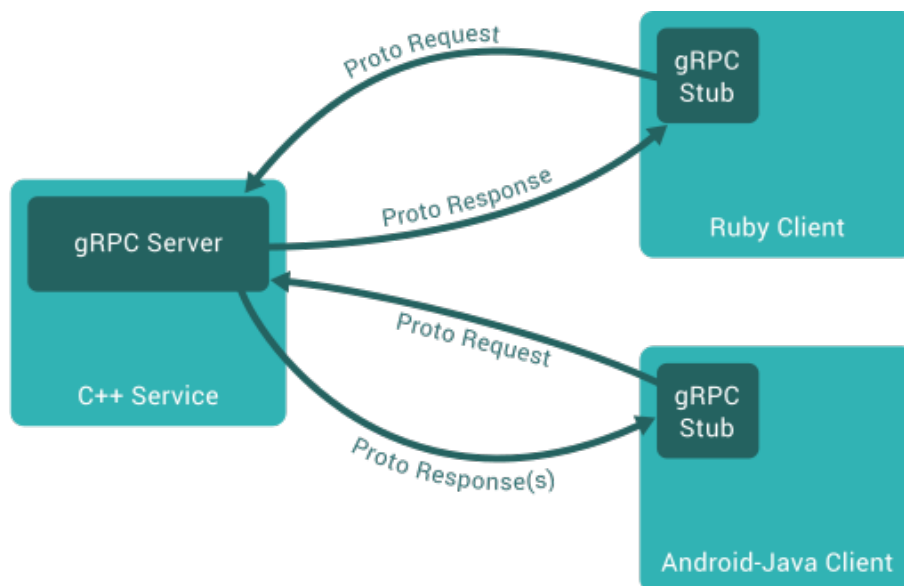 Proto Request
gRPC
Stub
Proto Response
Ruby Client
gRPC Server
C++ Service
Proto Request
gRPC
Stub
Proto Response(s)
Android-Java Client